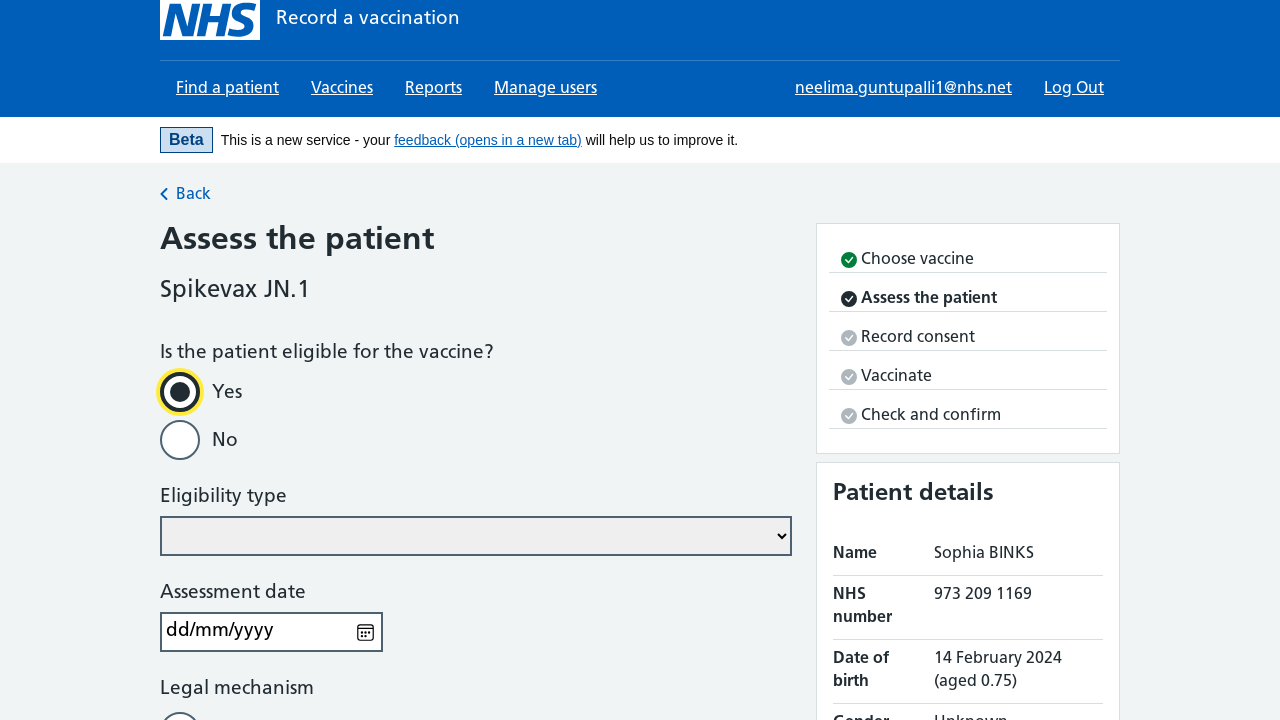 NHS Record a vaccination
Find a patient Vaccines Reports Manage users neelima.guntupalli1@nhs.net Log Out
Beta This is a new service - your feedback (opens in a new tab) will help us to improve it.
Back
Assess the patient
Spikevax JN.1
Is the patient eligible for the vaccine?
Yes
No
Eligibility type
Assessment date
dd/mm/yyyy
Legal mechanism
Choose vaccine
Assess the patient
Record consent
Vaccinate
Check and confirm
Patient details
Name Sophia BINKS
NHS number 973 209 1169
Date of birth 14 February 2024 (aged 0.75)
Gender Unknown